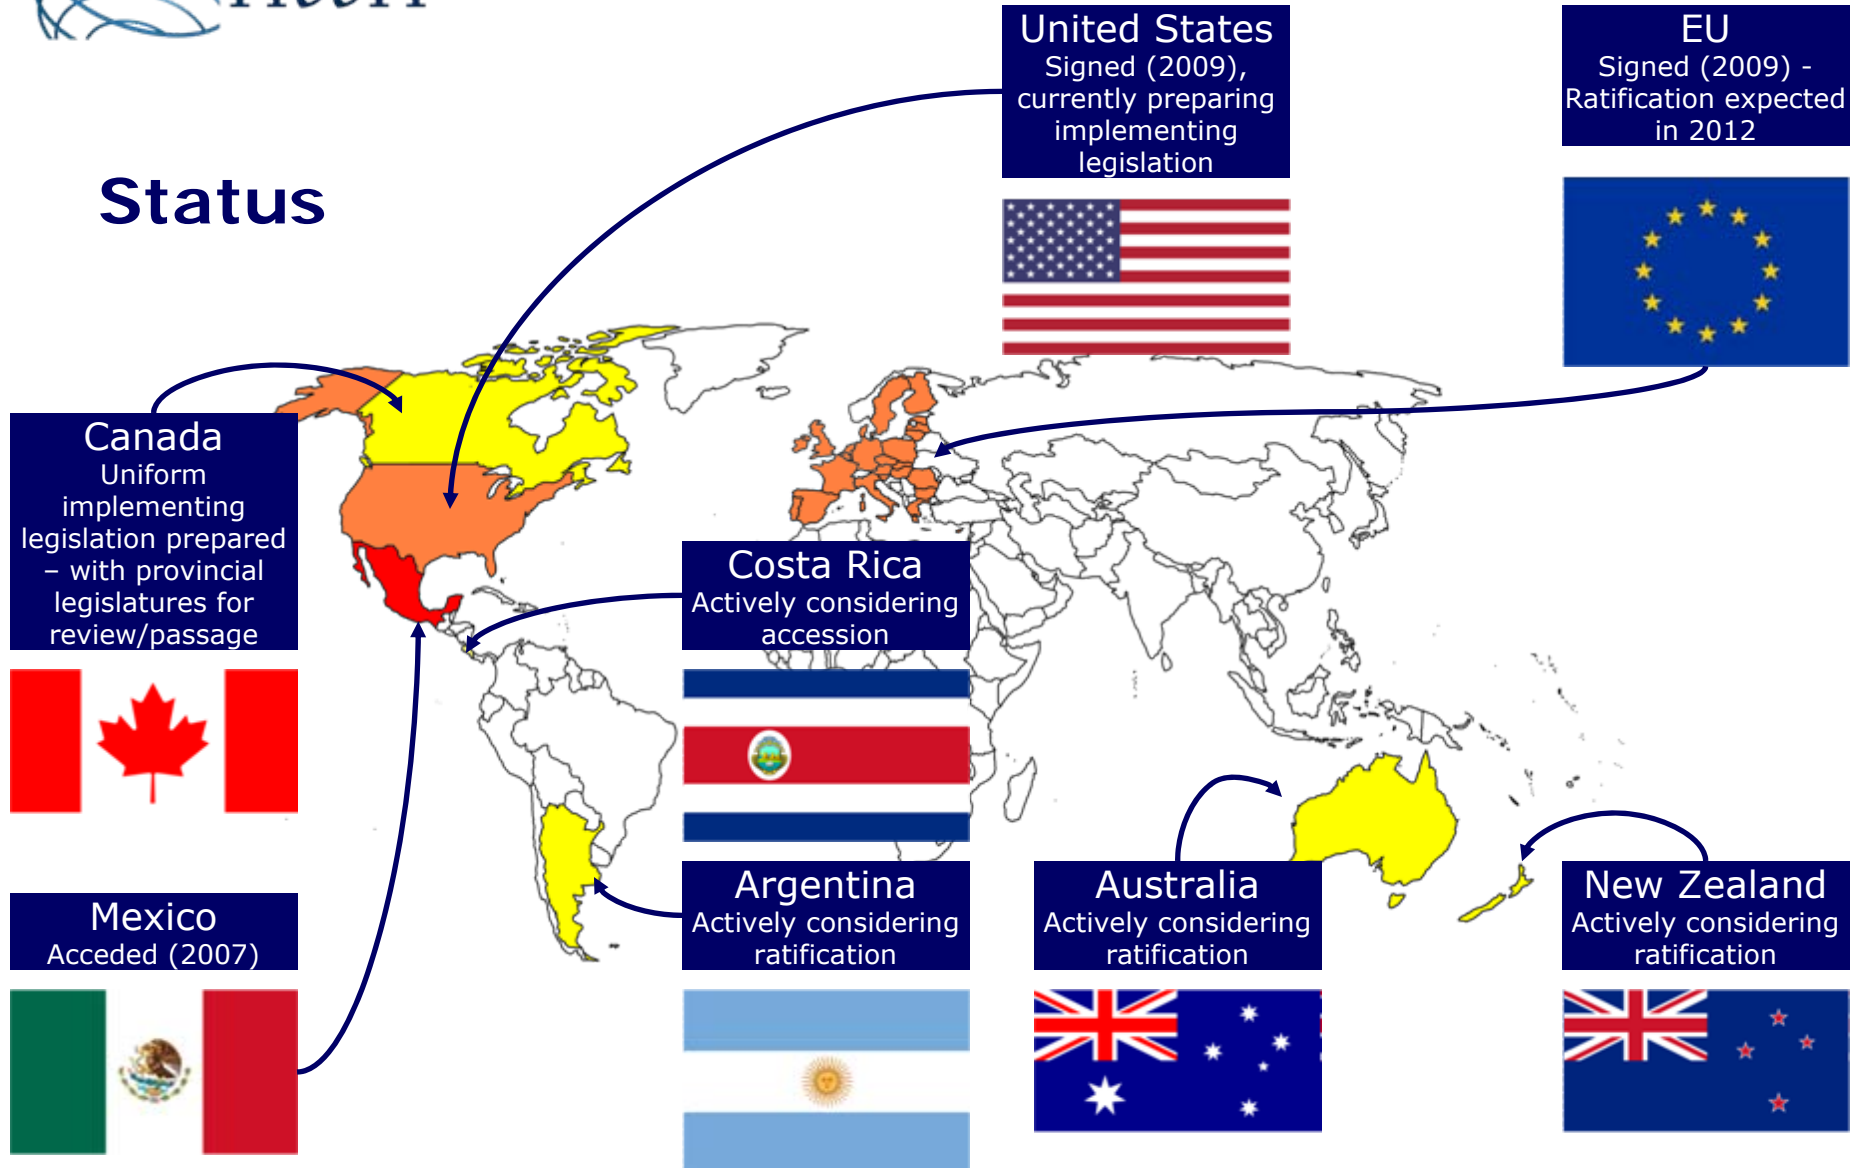 Status
United States
Signed (2009),
currently preparing
implementing
legislation
EU
Signed (2009) -
Ratification expected
in 2012
Canada
Uniform
implementing
legislation prepared
– with provincial
legislatures for
review/passage
Costa Rica
Actively considering
accession
Mexico
Acceded (2007)
Argentina
Actively considering
ratification
Australia
Actively considering
ratification
New Zealand
Actively considering
ratification